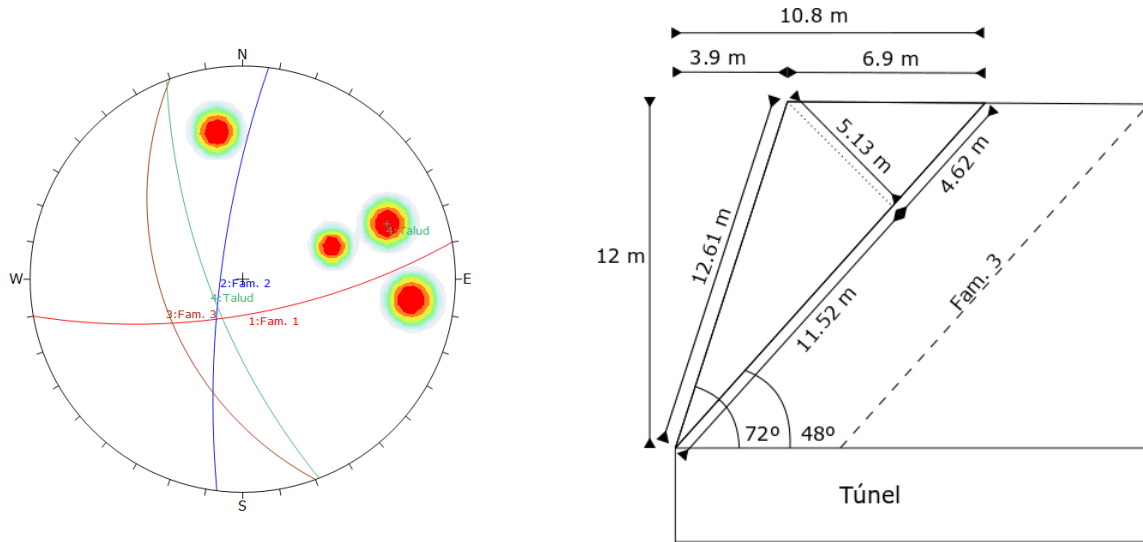 N
4:Talud
W
E
2:Fam. 2
4:Talud
3:Fam. 3
1:Fam. 1
S
10.8 m
3.9 m
6.9 m
5.13 m
4.62 m
12.61 m
12 m
11.52 m
Fam. 3
72º
48º
Túnel